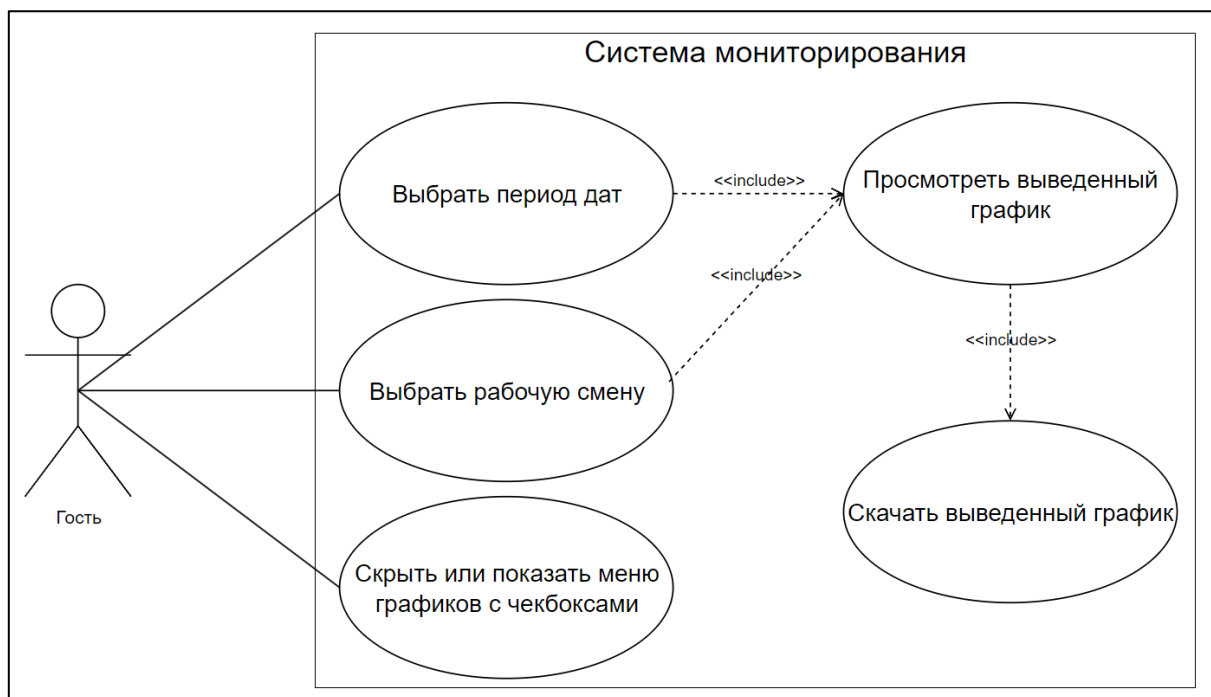 Система мониторирования
Выбрать период дат
<<include>>
Просмотреть выведенный
график
<<include>>
Выбрать рабочую смену
<<include>>
Гость
Скрыть или показать меню
графиков с чекбоксами
Скачать выведенный график